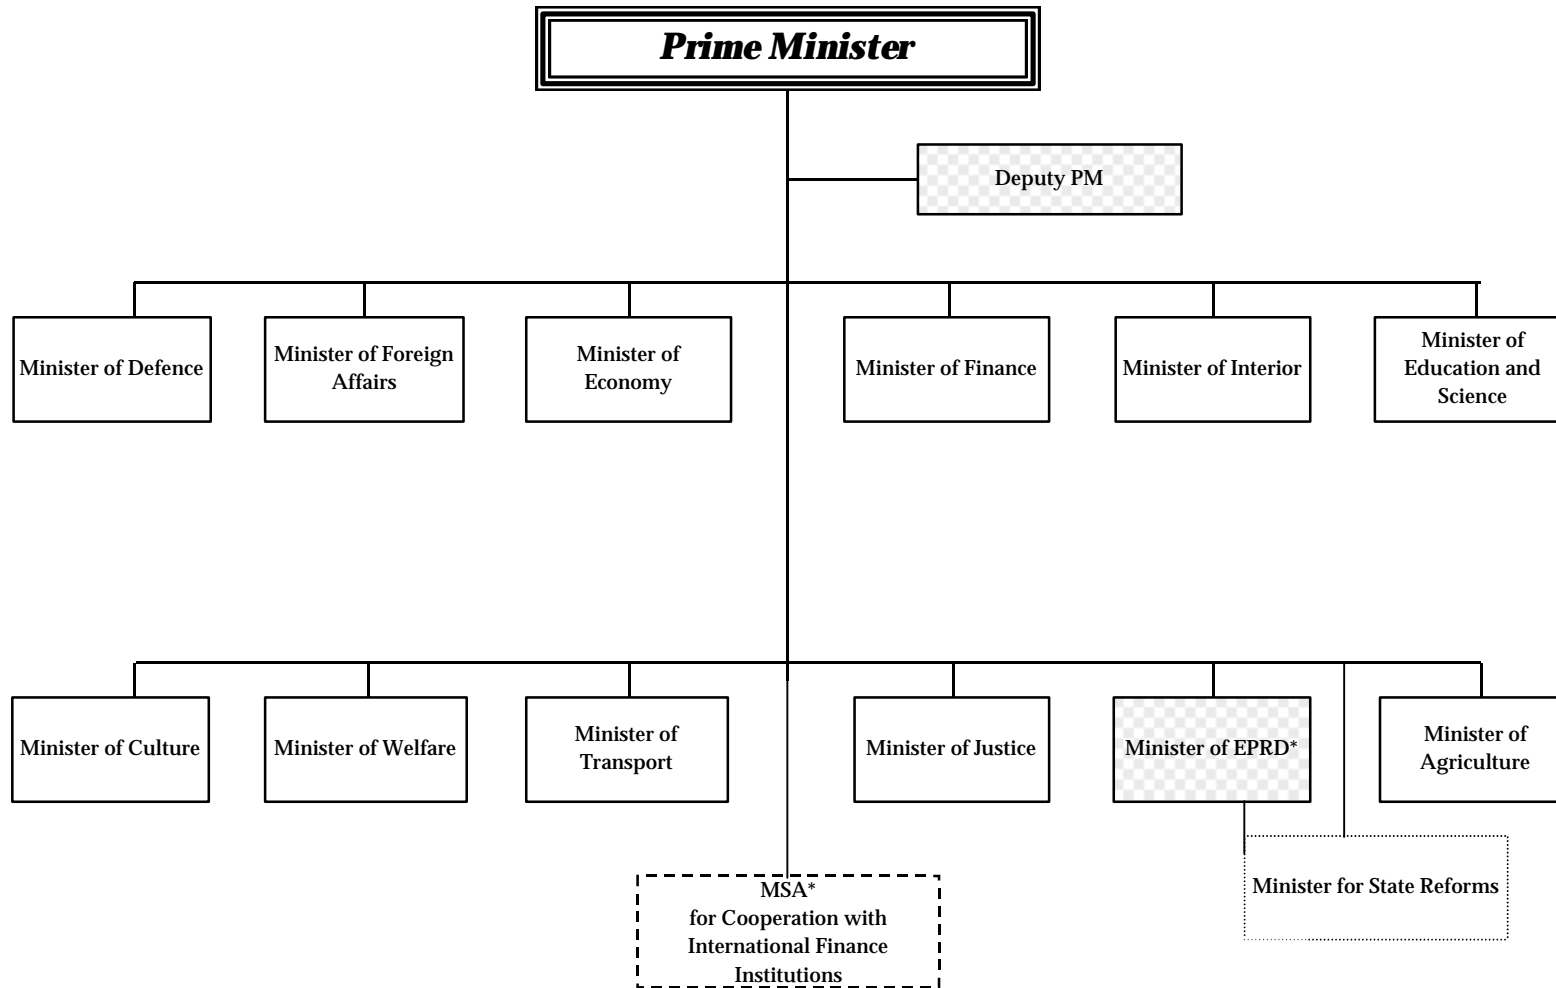 Prime Minister
Deputy PM
Minister of Defence
Minister of Foreign
Affairs
Minister of
Economy
Minister of Finance
Minister of Interior
Minister of
Education and
Science
Minister of Culture
Minister of Welfare
Minister of
Transport
Minister of Justice
Minister of EPRD*
Minister of
Agriculture
MSA*
for Cooperation with
International Finance
Institutions
Minister for State Reforms